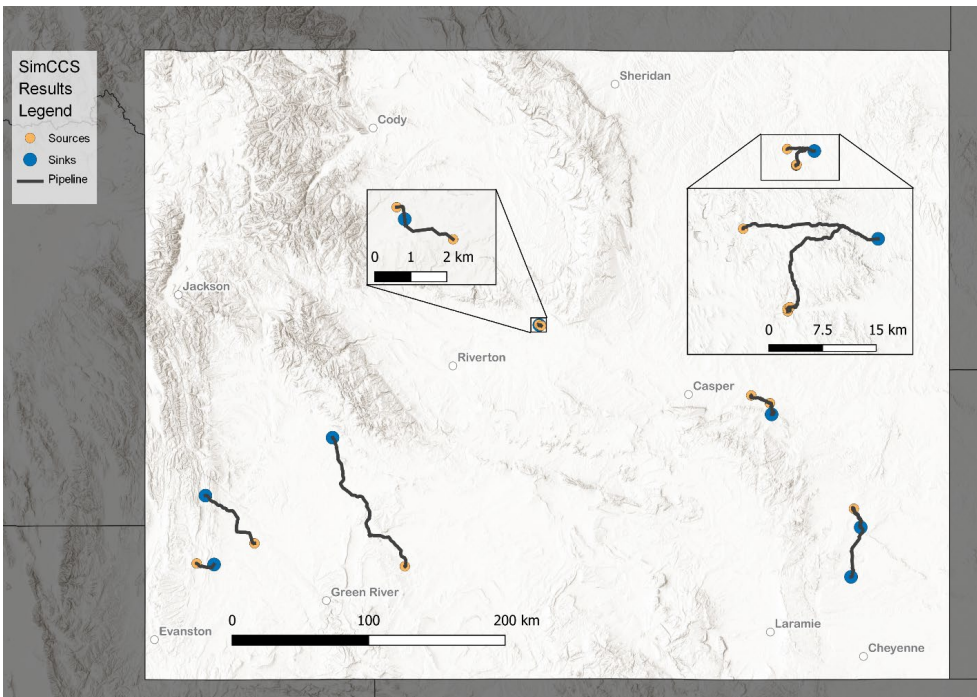 SimCCS
Results
Legend
Sources
Sinks
Pipeline
Sheridan
Cody
0 1 2 km
Jackson
0 7.5 15 km
Riverton
Casper
Green River
0 100 200 km
Evanston
Laramie
Cheyenne